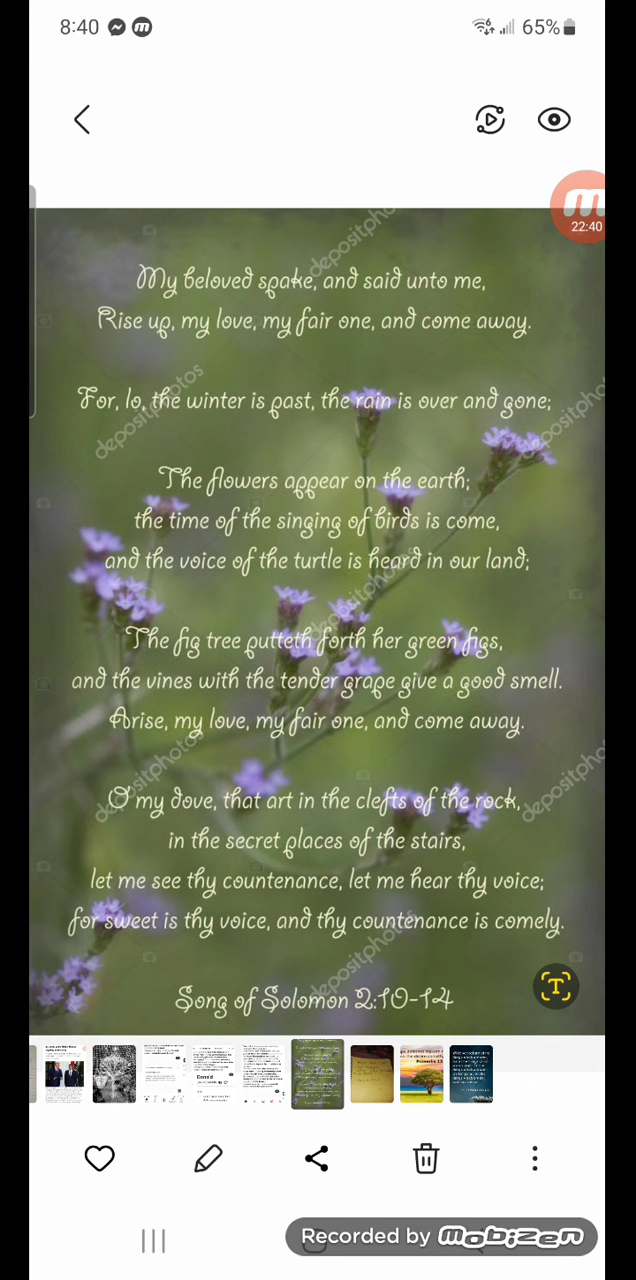 8:40
65%
22:40
My beloved spake, and said unto me,
Rise up, my love, my fair one, and come away.
For, lo, the winter is past, the rain is over and gone;
The flowers appear on the earth;
the time of the singing of birds is come,
and the voice of the turtle is heard in our land;
The fig tree putteth forth her green figs,
and the vines with the tender grape give a good smell.
Arise, my love, my fair one, and come away.
O my dove, that art in the clefts of the rock,
in the secret places of the stairs,
let me see thy countenance, let me hear thy voice;
for sweet is thy voice, and thy countenance is comely.
Song of Solomon 2:10-14
depositphotos
T
Donald
Proverbs 13
Recorded by mobizen